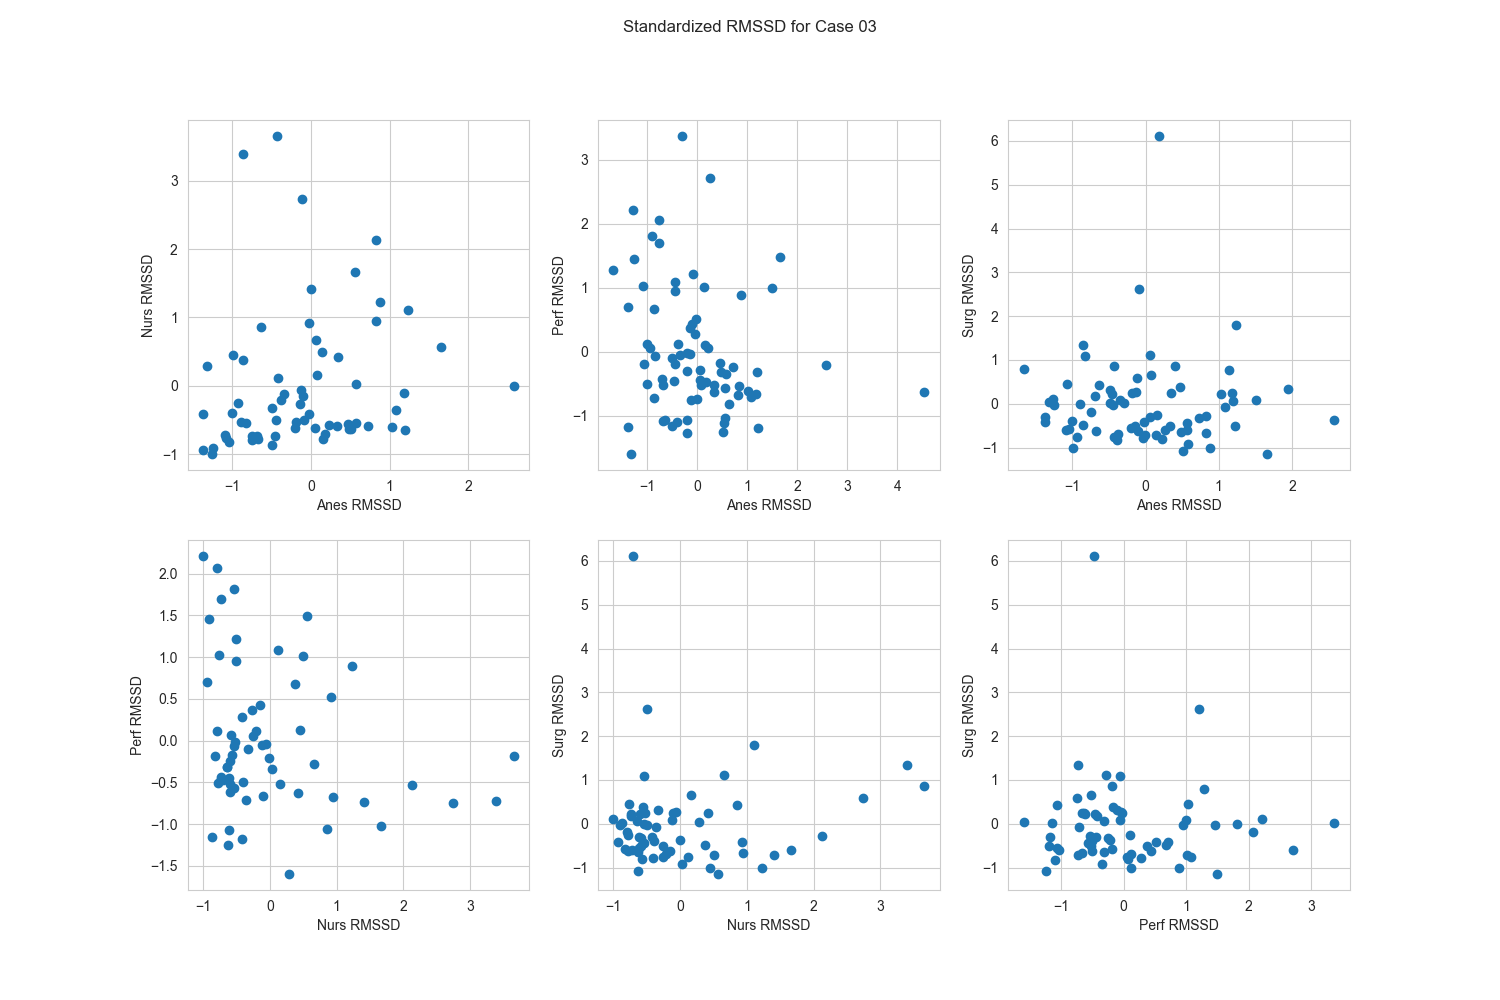 Standardized RMSSD for Case 03
Nurs RMSSD
3
2
1
0
−1
−1 0 1 2
Anes RMSSD
Perf RMSSD
3
2
1
0
−1
−1 0 1 2 3 4
Anes RMSSD
Surg RMSSD
6
5
4
3
2
1
0
−1
−1 0 1 2
Anes RMSSD
Perf RMSSD
2.0
1.5
1.0
0.5
0.0
−0.5
−1.0
−1.5
−1 0 1 2 3
Nurs RMSSD
Surg RMSSD
6
5
4
3
2
1
0
−1
−1 0 1 2 3
Nurs RMSSD
Surg RMSSD
6
5
4
3
2
1
0
−1
−1 0 1 2 3
Perf RMSSD